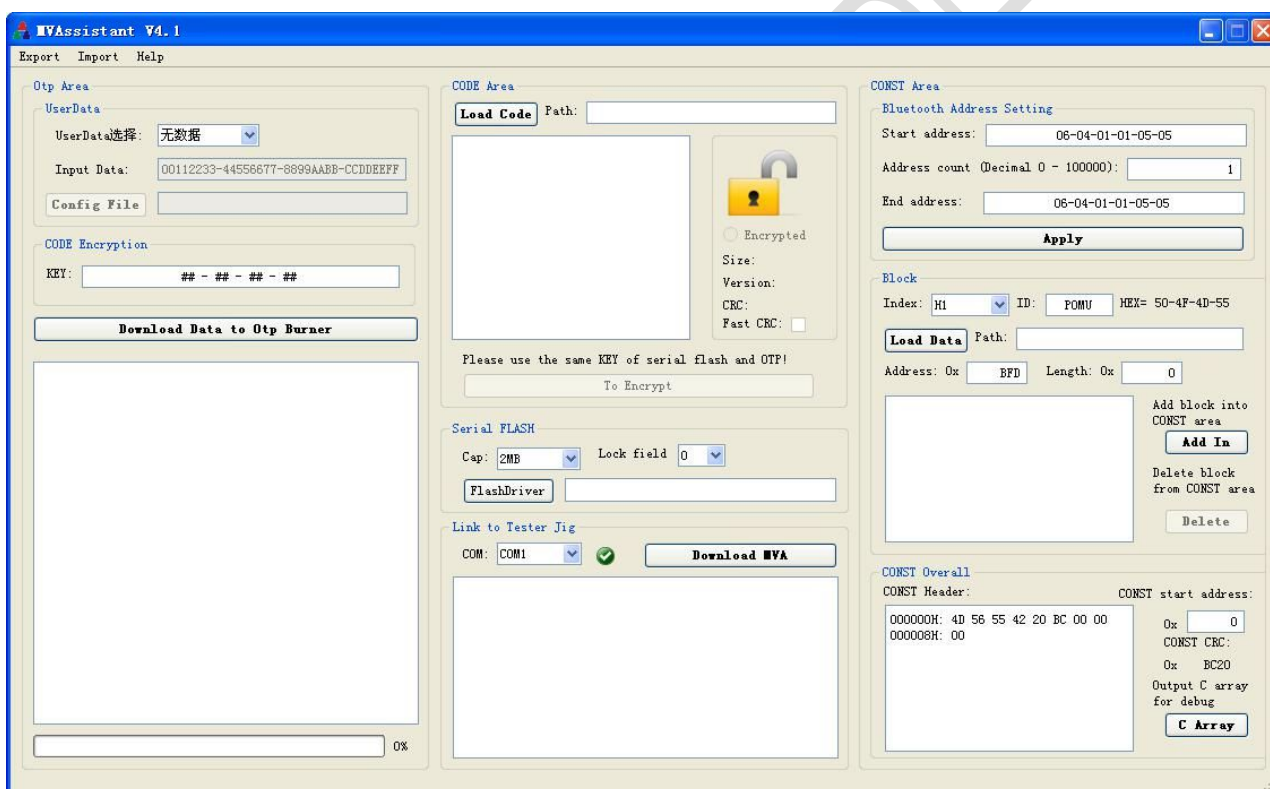 MVAssistant V4.1
Export Import Help
Otp Area
UserData
UserData选择: 无数据
Input Data: 00112233-44556677-8899AABB-CCDDEEFF
Config File
CODE Encryption
KEY: ## - ## - ## - ##
Download Data to Otp Burner
0%
CODE Area
Load Code Path:
Encrypted
Size:
Version:
CRC:
Fast CRC:
Please use the same KEY of serial flash and OTP!
To Encrypt
Serial FLASH
Cap: 2MB Lock field 0
FlashDriver
Link to Tester Jig
COM: COM1 Download MVA
CONST Area
Bluetooth Address Setting
Start address: 06-04-01-01-05-05
Address count (Decimal 0 - 100000): 1
End address: 06-04-01-01-05-05
Apply
Block
Index: H1 ID: POMU HEX= 50-4F-4D-55
Load Data Path:
Address: 0x BFD Length: 0x 0
Add block into
CONST area
Add In
Delete block
from CONST area
Delete
CONST Overall
CONST Header: CONST start address:
000000H: 4D 56 55 42 20 BC 00 00
000008H: 00
0x 0
CONST CRC:
0x BC20
Output C array
for debug
C Array